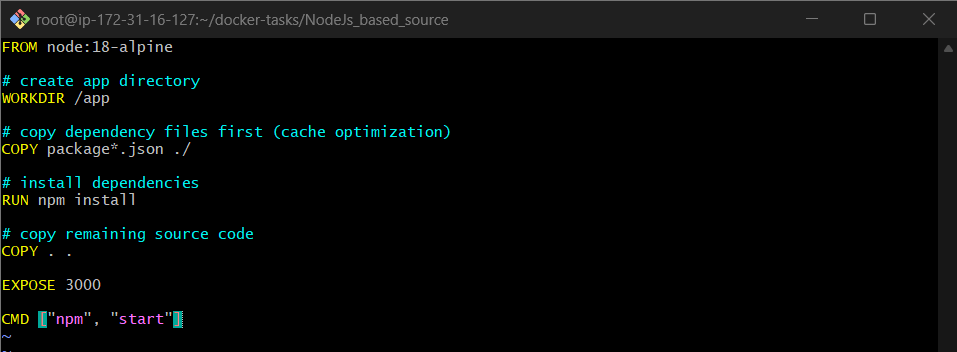 root@ip-172-31-16-127:~/docker-tasks/NodeJs_based_source
FROM node:18-alpine
# create app directory
WORKDIR /app
# copy dependency files first (cache optimization)
COPY package*.json ./
# install dependencies
RUN npm install
# copy remaining source code
COPY . .
EXPOSE 3000
CMD ["npm", "start"]
~
~